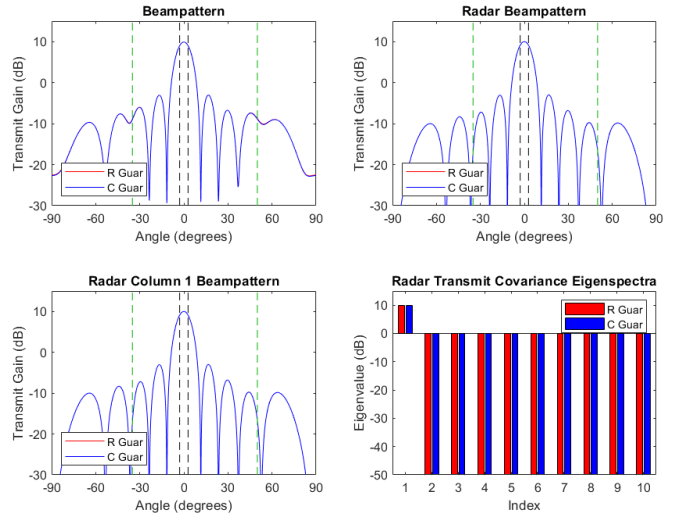 Beampattern
Transmit Gain (dB)
10
0
-10
-20
-30
R Guar
C Guar
-90 -60 -30 0 30 60 90
Angle (degrees)
Radar Beampattern
Transmit Gain (dB)
10
0
-10
-20
-30
R Guar
C Guar
-90 -60 -30 0 30 60 90
Angle (degrees)
Radar Column 1 Beampattern
Transmit Gain (dB)
10
0
-10
-20
-30
R Guar
C Guar
-90 -60 -30 0 30 60 90
Angle (degrees)
Radar Transmit Covariance Eigenspectra
Eigenvalue (dB)
10
0
-10
-20
-30
-40
-50
R Guar
C Guar
1 2 3 4 5 6 7 8 9 10
Index